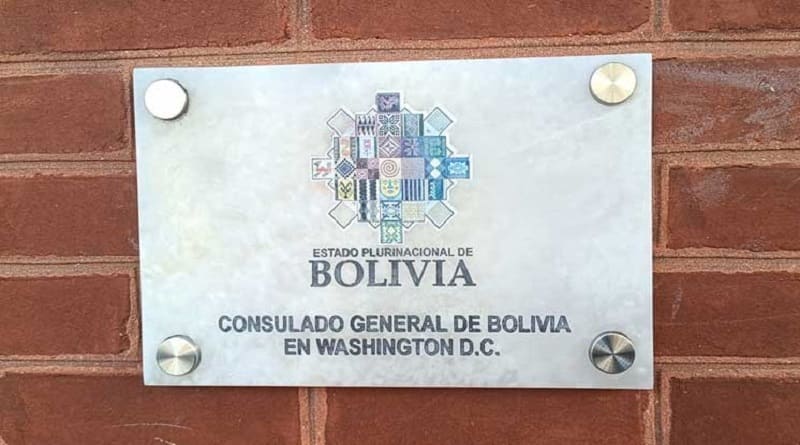 ESTADO PLURINACIONAL DE
BOLIVIA
CONSULADO GENERAL DE BOLIVIA
EN WASHINGTON D.C.